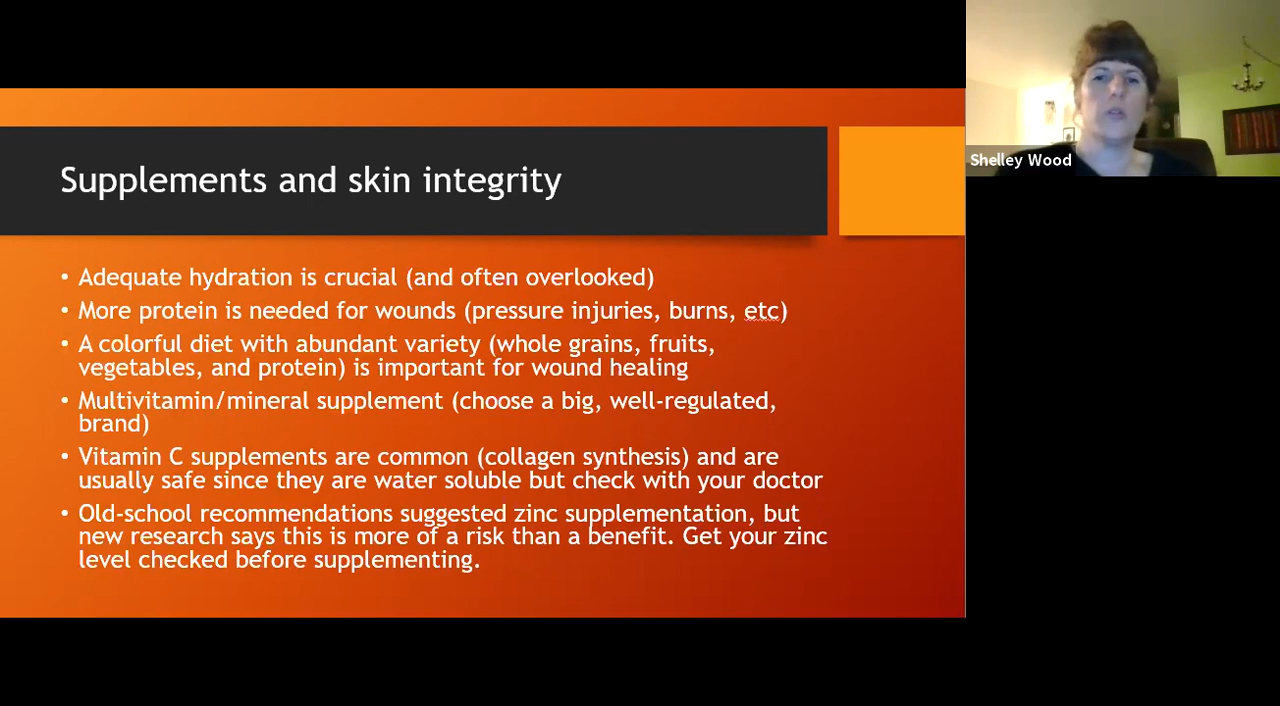 Supplements and skin integrity
• Adequate hydration is crucial (and often overlooked)
• More protein is needed for wounds (pressure injuries, burns, etc)
• A colorful diet with abundant variety (whole grains, fruits,
vegetables, and protein) is important for wound healing
• Multivitamin/mineral supplement (choose a big, well-regulated,
brand)
• Vitamin C supplements are common (collagen synthesis) and are
usually safe since they are water soluble but check with your doctor
• Old-school recommendations suggested zinc supplementation, but
new research says this is more of a risk than a benefit. Get your zinc
level checked before supplementing.
Shelley Wood